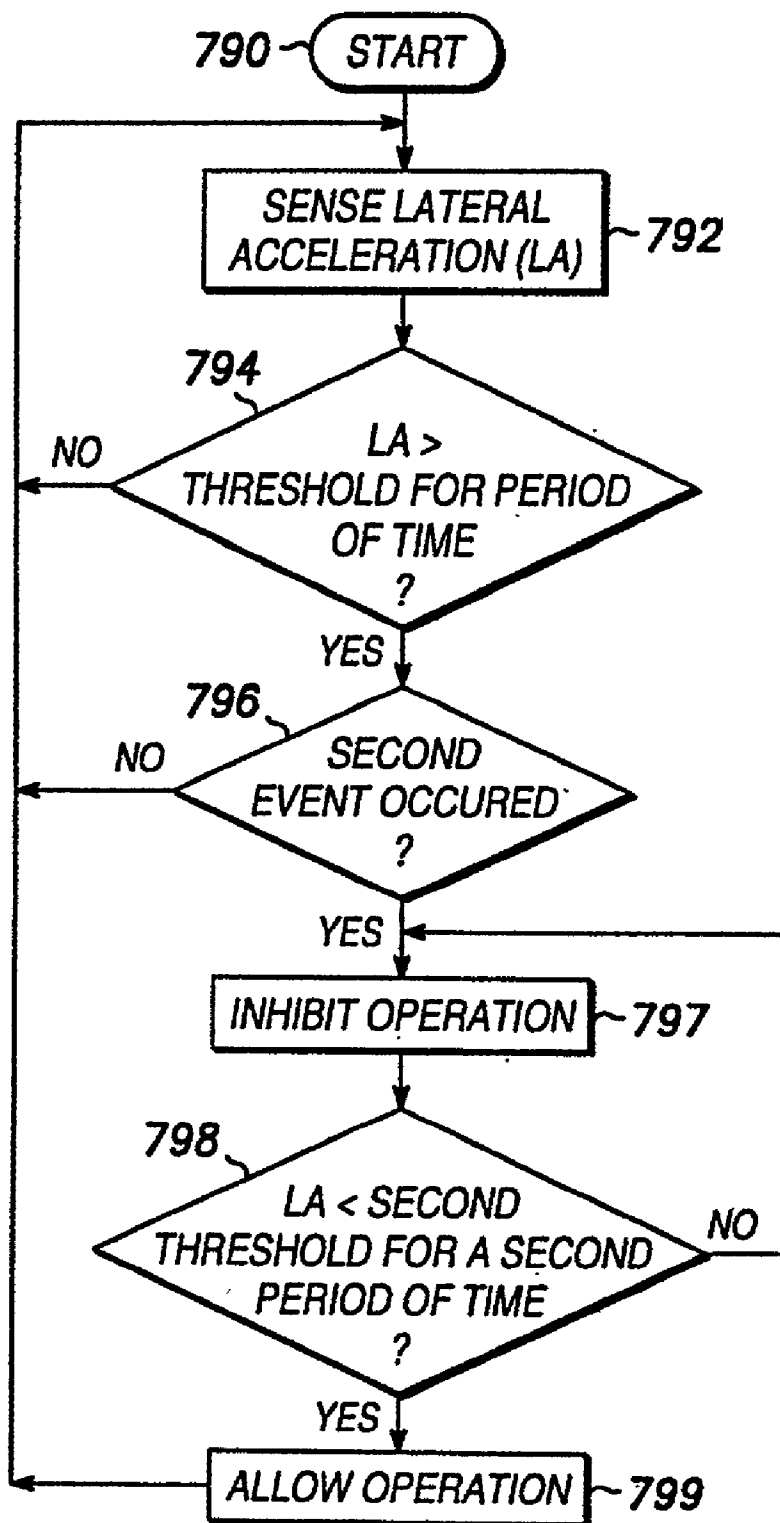 790 START
SENSE LATERAL
ACCELERATION (LA)
792
794
LA >
THRESHOLD FOR PERIOD
OF TIME
?
NO
YES
796
SECOND
EVENT OCCURED
?
NO
YES
INHIBIT OPERATION
797
798
LA < SECOND
THRESHOLD FOR A SECOND
PERIOD OF TIME
?
NO
YES
ALLOW OPERATION
799